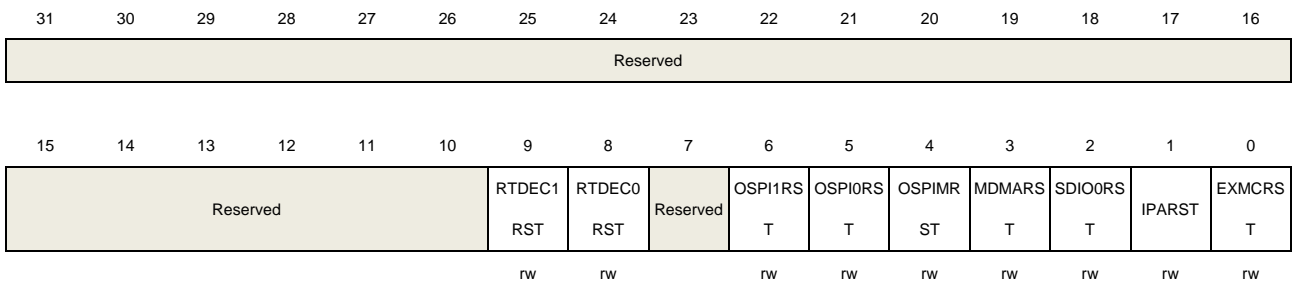 31 30 29 28 27 26 25 24 23 22 21 20 19 18 17 16
Reserved
15 14 13 12 11 10 9 8 7 6 5 4 3 2 1 0
Reserved RTDEC1 RTDEC0 Reserved OSPI1RS OSPI0RS OSPIMR MDMARS SDIO0RS IPARST EXMCRS
RST RST T T ST T T T
rw rw rw rw rw rw rw rw rw